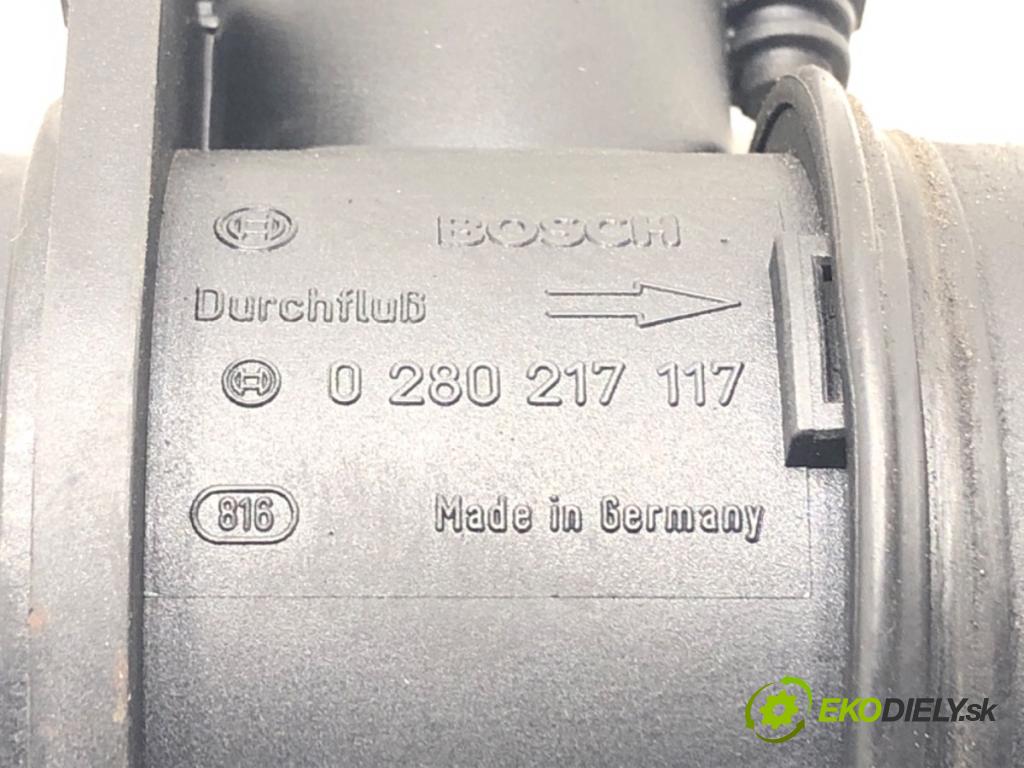 BOSCH
Durchfluß
0 280 217 117
816
Made in Germany
EKODIELY.sk